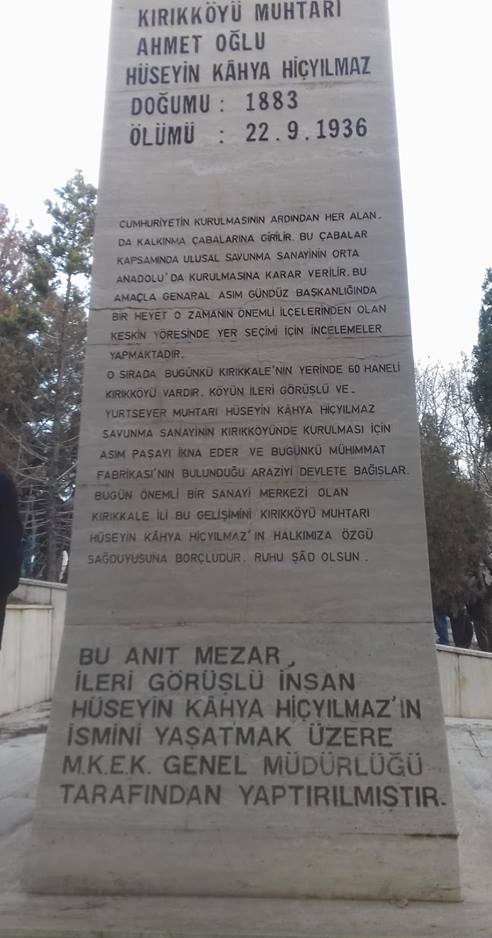 KIRIKKÖYÜ MUHTARI
AHMET OĞLU
HÜSEYİN KÂHYA HİÇYILMAZ
DOĞUMU : 1883
ÖLÜMÜ : 22.9.1936
CUMHURİYETİN KURULMASININ ARDINDAN HER ALAN-
DA KALKINMA ÇABALARINA GİRİLİR. BU ÇABALAR
KAPSAMINDA ULUSAL SAVUNMA SANAYİNİN ORTA
ANADOLU'DA KURULMASINA KARAR VERİLİR. BU
AMAÇLA GENARAL ASIM GÜNDÜZ BAŞKANLIĞINDA
BİR HEYET O ZAMANIN ÖNEMLİ İLÇELERİNDEN OLAN
KESKİN YÖRESİNDE YER SEÇİMİ İÇİN İNCELEMELER
YAPMAKTADIR.
O SIRADA BUGÜNKÜ KIRIKKALE'NİN YERİNDE 60 HANELİ
KIRIKKÖYÜ VARDIR. KÖYÜN İLERİ GÖRÜŞLÜ VE
YURTSEVER MUHTARI HÜSEYİN KÂHYA HİÇYILMAZ
SAVUNMA SANAYİNİN KIRIKKÖYÜNDE KURULMASI İÇİN
ASIM PAŞAYI İKNA EDER VE BUGÜNKÜ MÜHİMMAT
FABRİKASI'NIN BULUNDUĞU ARAZİYİ DEVLETE BAĞIŞLAR.
BUGÜN ÖNEMLİ BİR SANAYİ MERKEZİ OLAN
KIRIKKALE İLİ BU GELİŞİMİNİ KIRIKKÖYÜ MUHTARI
HÜSEYİN KÂHYA HİÇYILMAZ'IN HALKIMIZA ÖZGÜ
SAĞDUYUSUNA BORÇLUDUR. RUHU ŞÂD OLSUN..
BU ANIT MEZAR,
İLERİ GÖRÜŞLÜ İNSAN
HÜSEYİN KÂHYA HİÇYILMAZ'IN
İSMİNİ YAŞATMAK ÜZERE
M.K.E.K. GENEL MÜDÜRLÜĞÜ
TARAFINDAN YAPTIRILMIŞTIR.